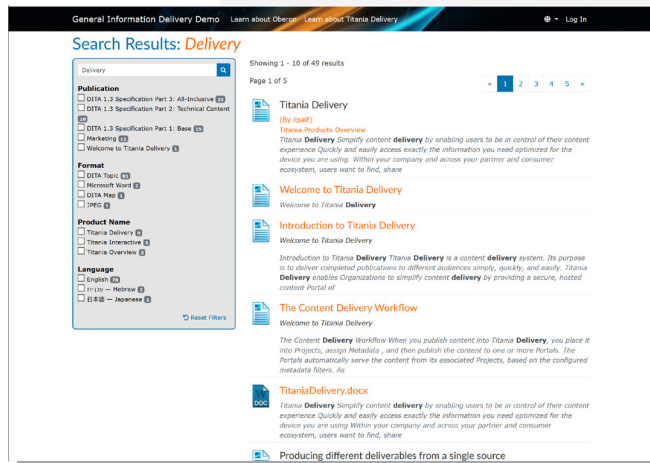 General Information Delivery Demo Learn about Oberon Learn about Titania Delivery Log In
Search Results: Delivery
Delivery
Publication
DITA 1.3 Specification Part 3: All-Inclusive
DITA 1.3 Specification Part 2: Technical Content
DITA 1.3 Specification Part 1: Base
Marketing
Welcome to Titania Delivery
Format
DITA Topic
Microsoft Word
DITA Map
JPEG
Product Name
Titania Delivery
Titania Interactive
Titania Overview
Language
English
עברית — Hebrew
日本語 — Japanese
Reset Filters
Showing 1 - 10 of 49 results
Page 1 of 5
« 1 2 3 4 5 »
Titania Delivery
(By itself)
Titania Products Overview
Titania Delivery Simplify content delivery by enabling users to be in control of their content
experience Quickly and easily access exactly the information you need optimized for the
device you are using. Within your company and across your partner and consumer
ecosystem, users want to find, share
Welcome to Titania Delivery
Welcome to Titania Delivery
Introduction to Titania Delivery
Welcome to Titania Delivery
Introduction to Titania Delivery Titania Delivery is a content delivery system. Its purpose
is to deliver completed publications to different audiences simply, quickly, and easily. Titania
Delivery enables Organizations to simplify content delivery by providing a secure, hosted
content Portal of
The Content Delivery Workflow
Welcome to Titania Delivery
The Content Delivery Workflow When you publish content into Titania Delivery, you place it
into Projects, assign Metadata , and then publish the content to one or more Portals. The
Portals automatically serve the content from its associated Projects, based on the configured
metadata filters. As
DOC
TitaniaDelivery.docx
Titania Delivery Simplify content delivery by enabling users to be in control of their content
experience Quickly and easily access exactly the information you need optimized for the
device you are using Within your company and across your partner and consumer
ecosystem, users want to find, share
Producing different deliverables from a single source